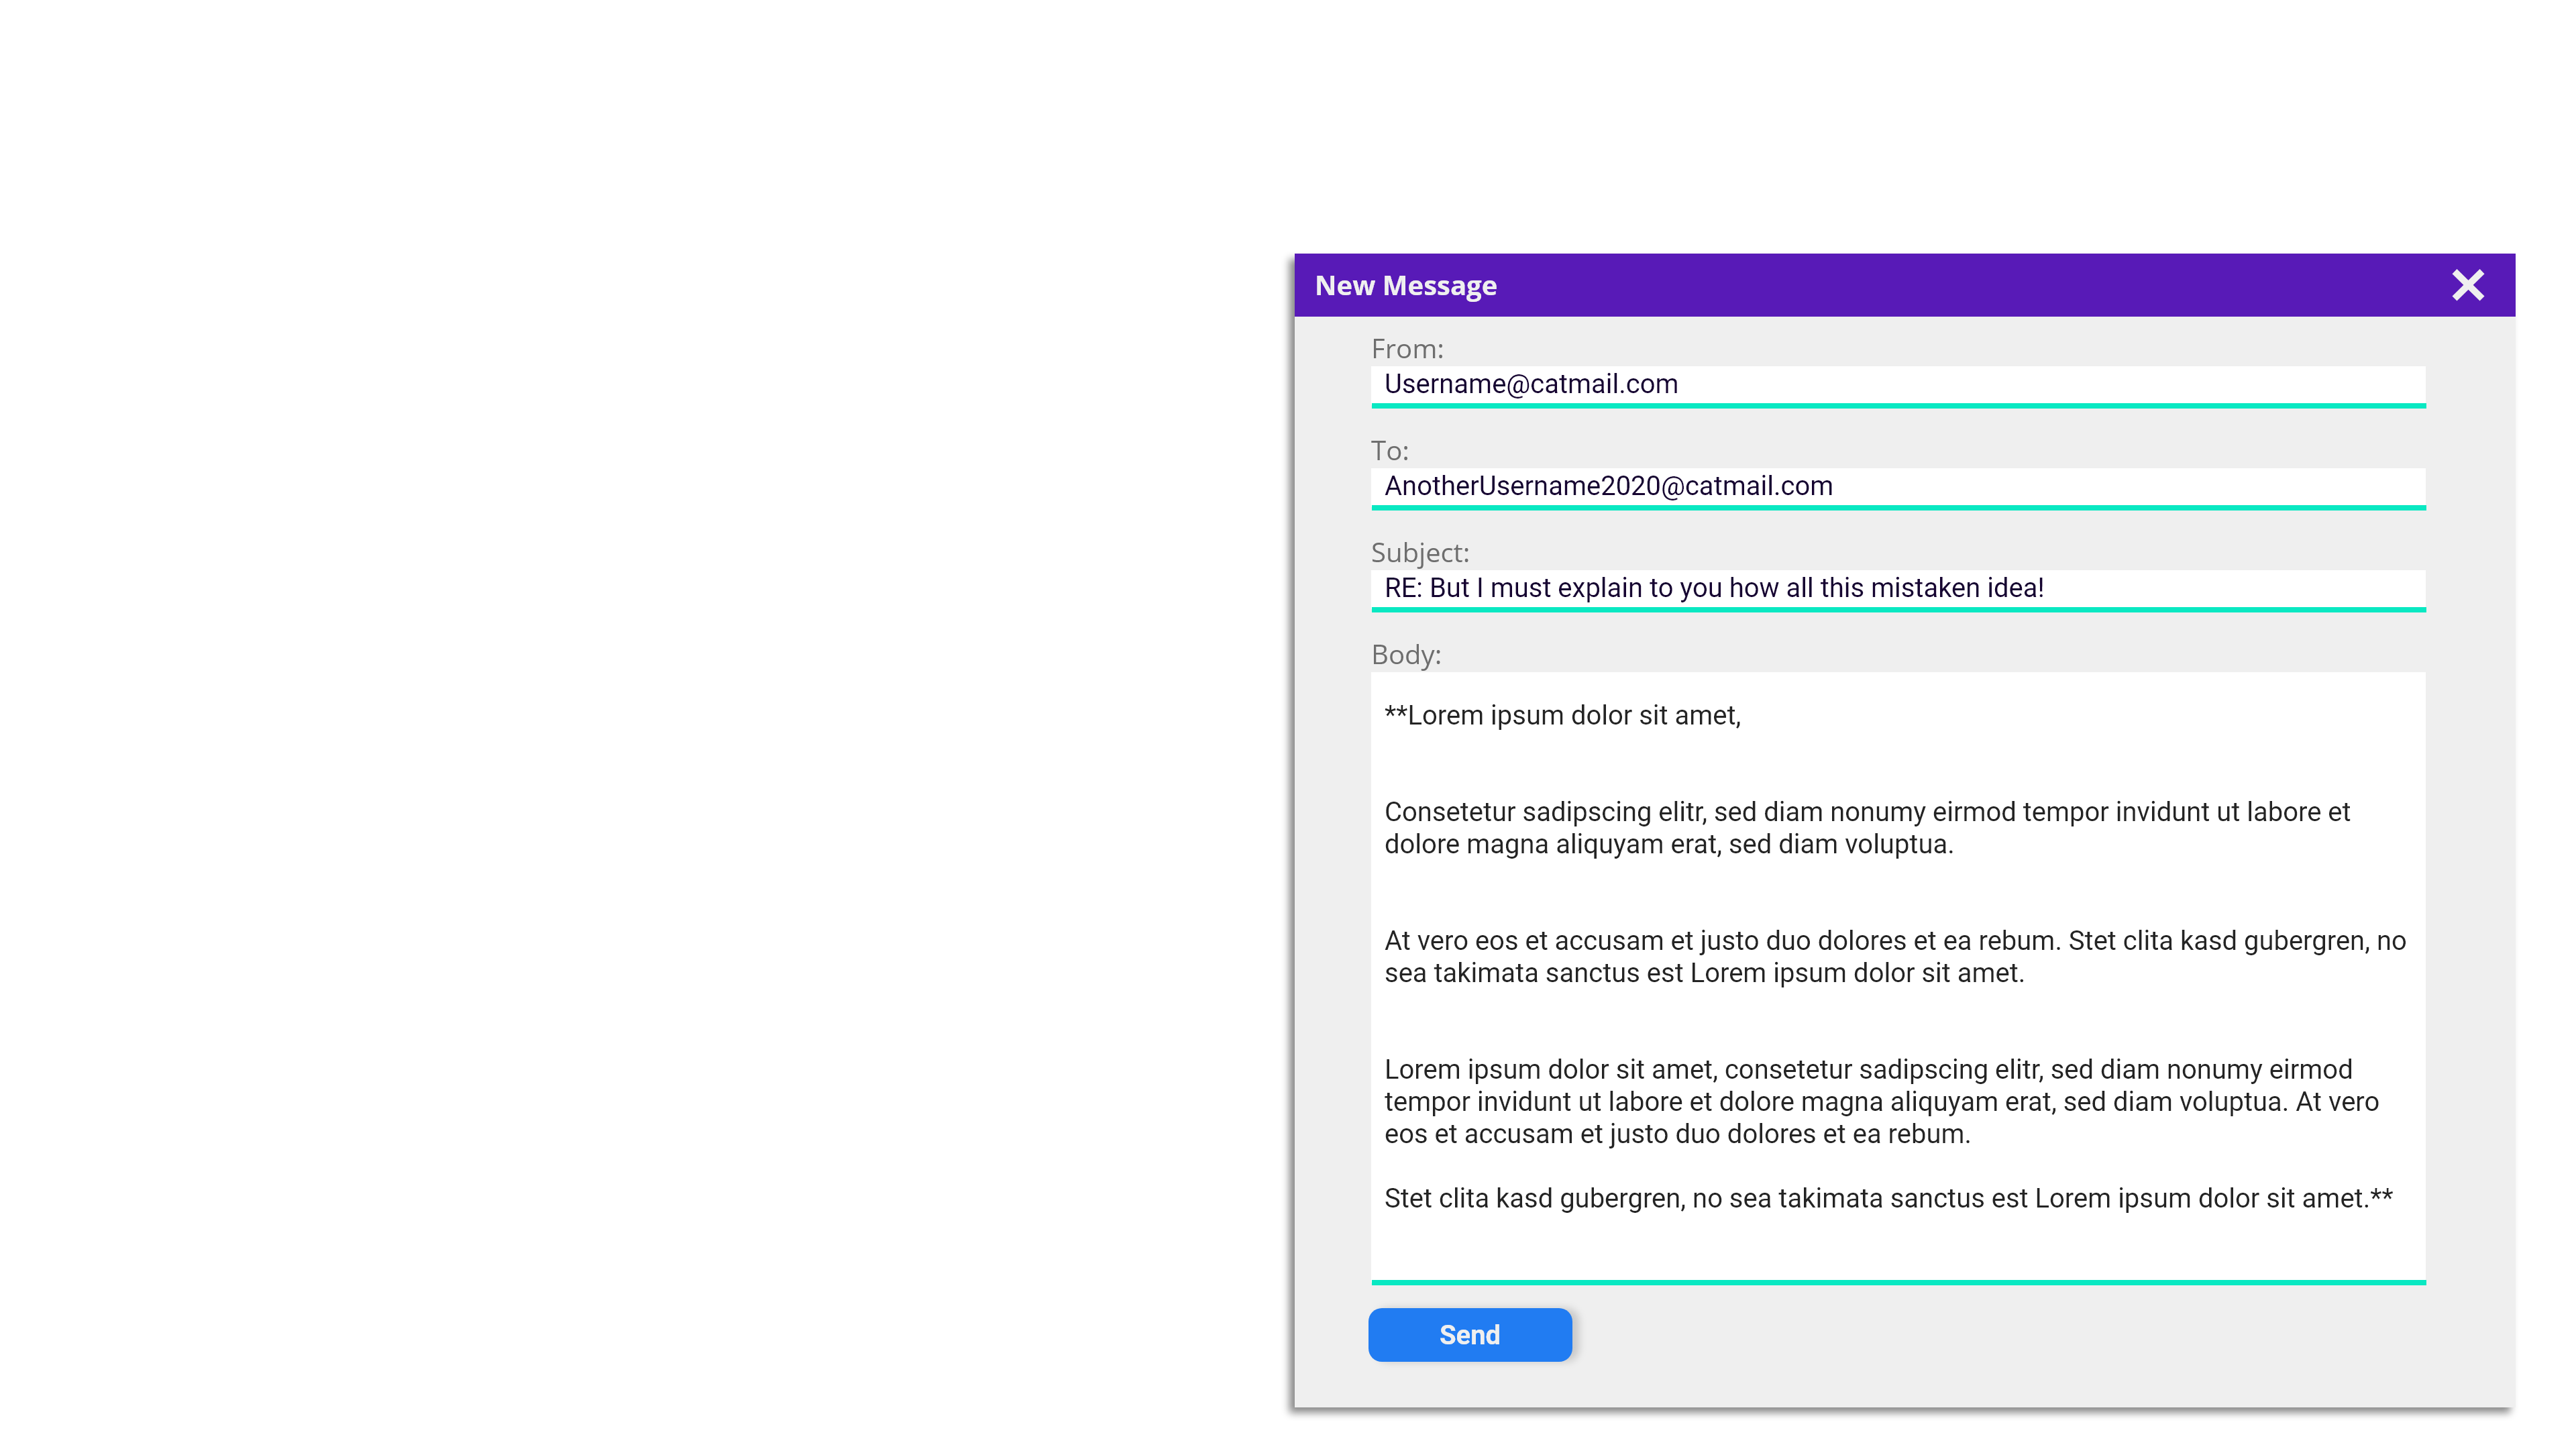 New Message
From:
Username@catmail.com
To:
AnotherUsername2020@catmail.com
Subject:
RE: But I must explain to you how all this mistaken idea!
Body:
**Lorem ipsum dolor sit amet,
Consetetur sadipscing elitr, sed diam nonumy eirmod tempor invidunt ut labore et
dolore magna aliquyam erat, sed diam voluptua.
At vero eos et accusam et justo duo dolores et ea rebum. Stet clita kasd gubergren, no
sea takimata sanctus est Lorem ipsum dolor sit amet.
Lorem ipsum dolor sit amet, consetetur sadipscing elitr, sed diam nonumy eirmod
tempor invidunt ut labore et dolore magna aliquyam erat, sed diam voluptua. At vero
eos et accusam et justo duo dolores et ea rebum.
Stet clita kasd gubergren, no sea takimata sanctus est Lorem ipsum dolor sit amet.**
Send